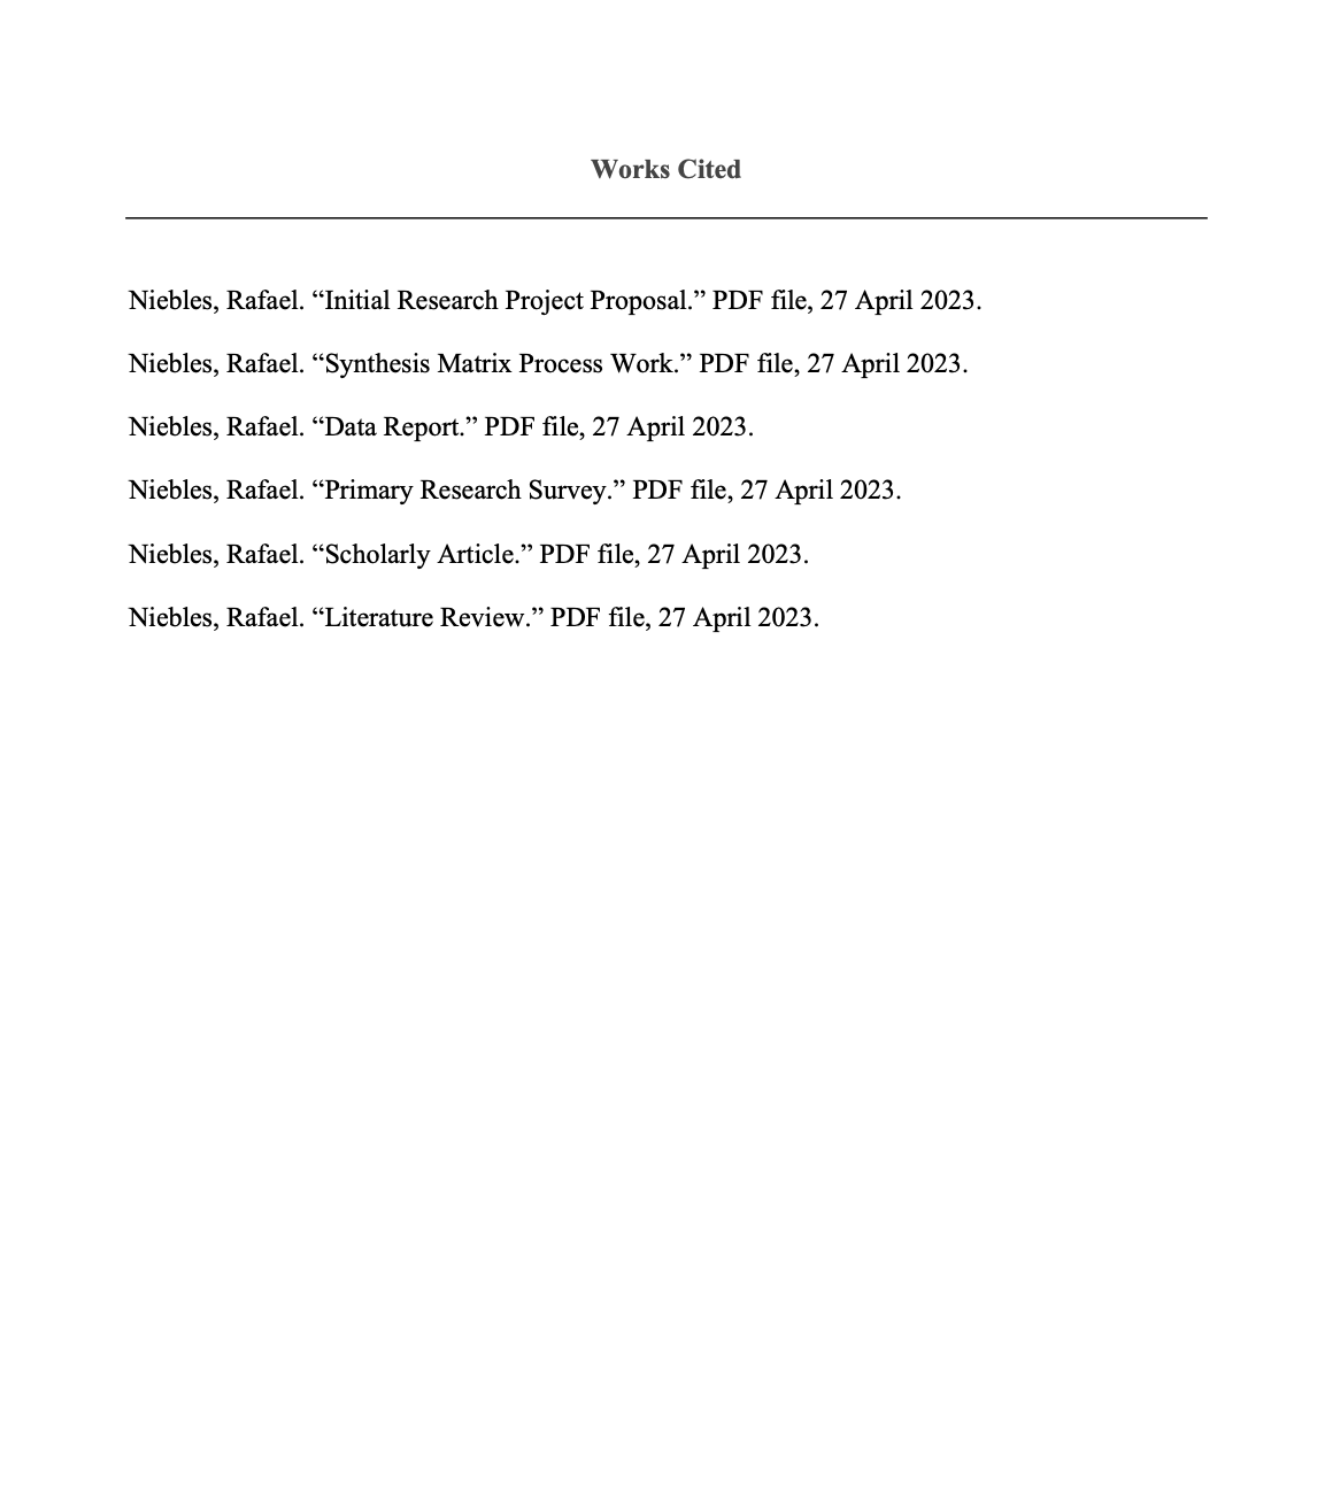 Works Cited
Niebles, Rafael. “Initial Research Project Proposal.” PDF file, 27 April 2023.
Niebles, Rafael. “Synthesis Matrix Process Work.” PDF file, 27 April 2023.
Niebles, Rafael. “Data Report.” PDF file, 27 April 2023.
Niebles, Rafael. “Primary Research Survey.” PDF file, 27 April 2023.
Niebles, Rafael. “Scholarly Article.” PDF file, 27 April 2023.
Niebles, Rafael. “Literature Review.” PDF file, 27 April 2023.